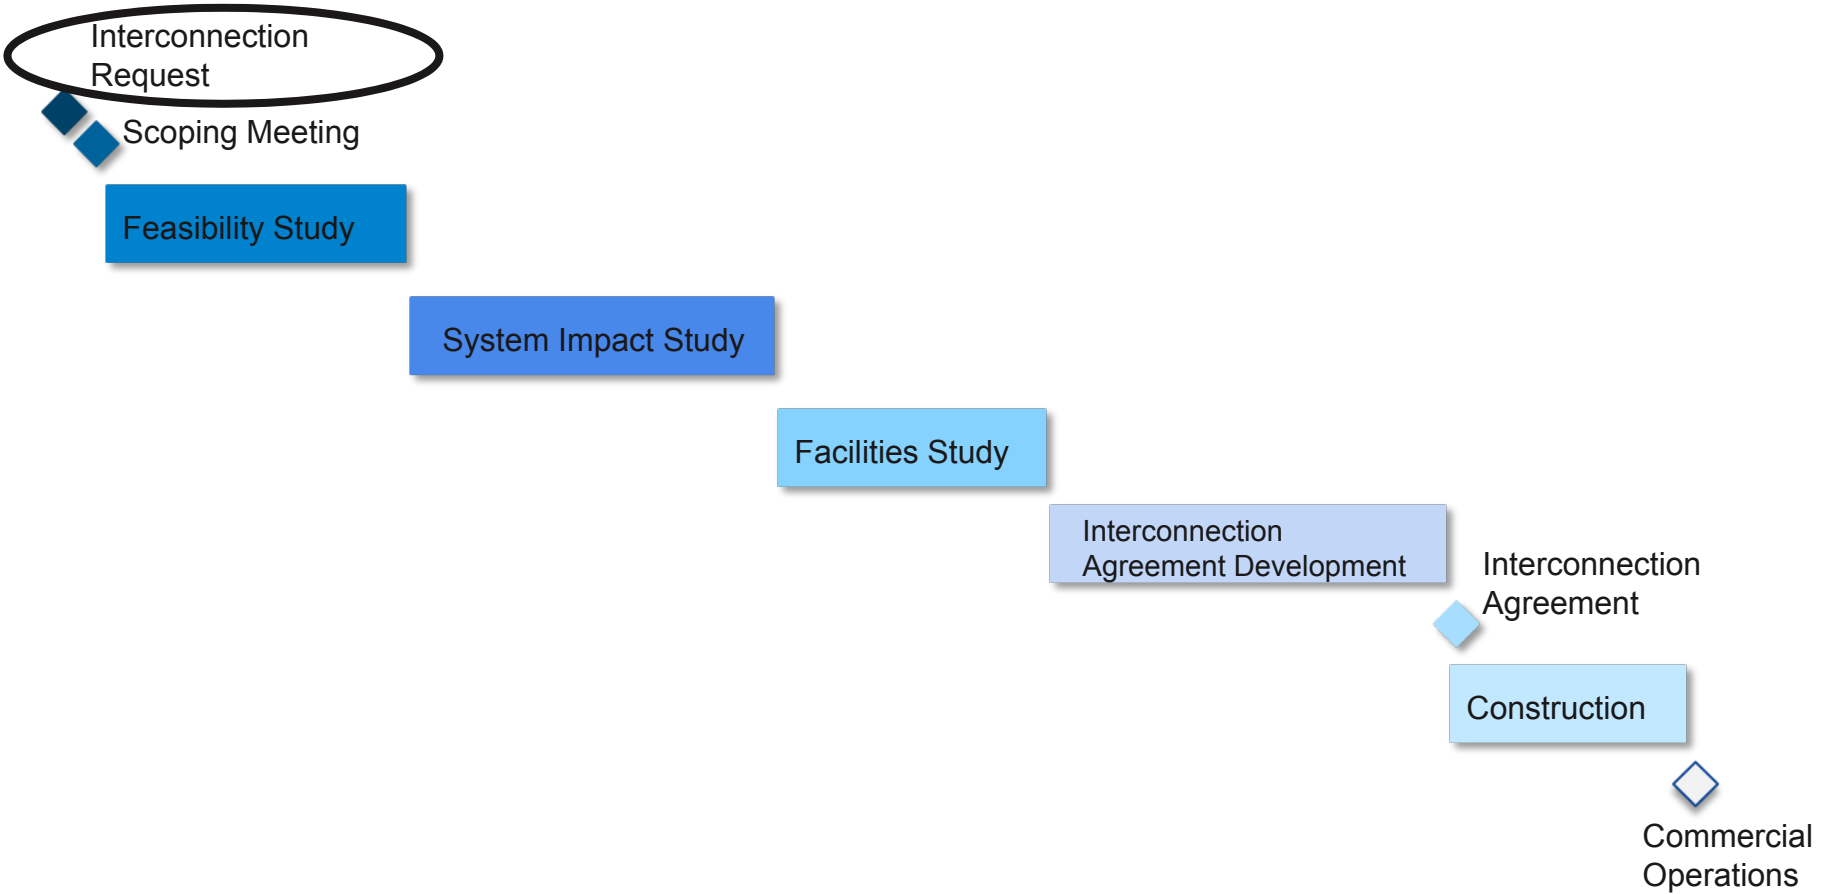 Interconnection
Request
Scoping Meeting
Feasibility Study
System Impact Study
Facilities Study
Interconnection
Agreement Development
Interconnection
Agreement
Construction
Commercial
Operations